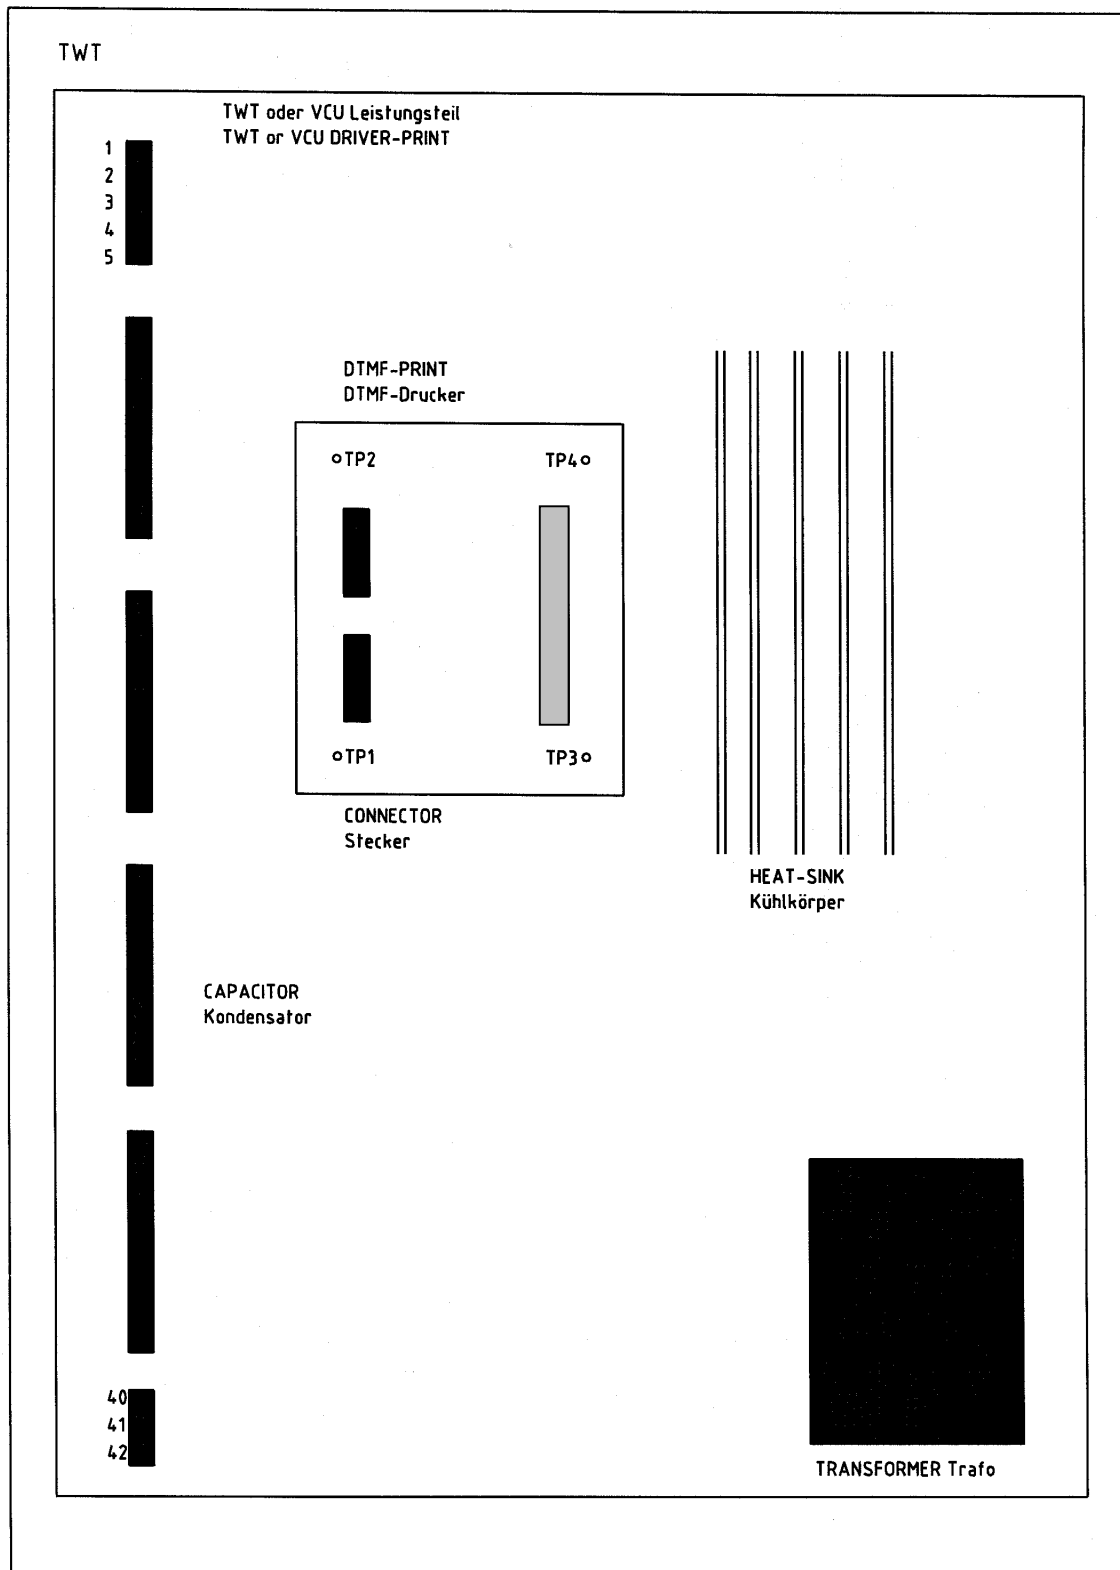 TWT
TWT oder VCU Leistungsteil
TWT or VCU DRIVER-PRINT
1
2
3
4
5
DTMF-PRINT
DTMF-Drucker
TP2
TP4
TP1
TP3
CONNECTOR
Stecker
HEAT-SINK
Kühlkörper
CAPACITOR
Kondensator
40
41
42
TRANSFORMER Trafo